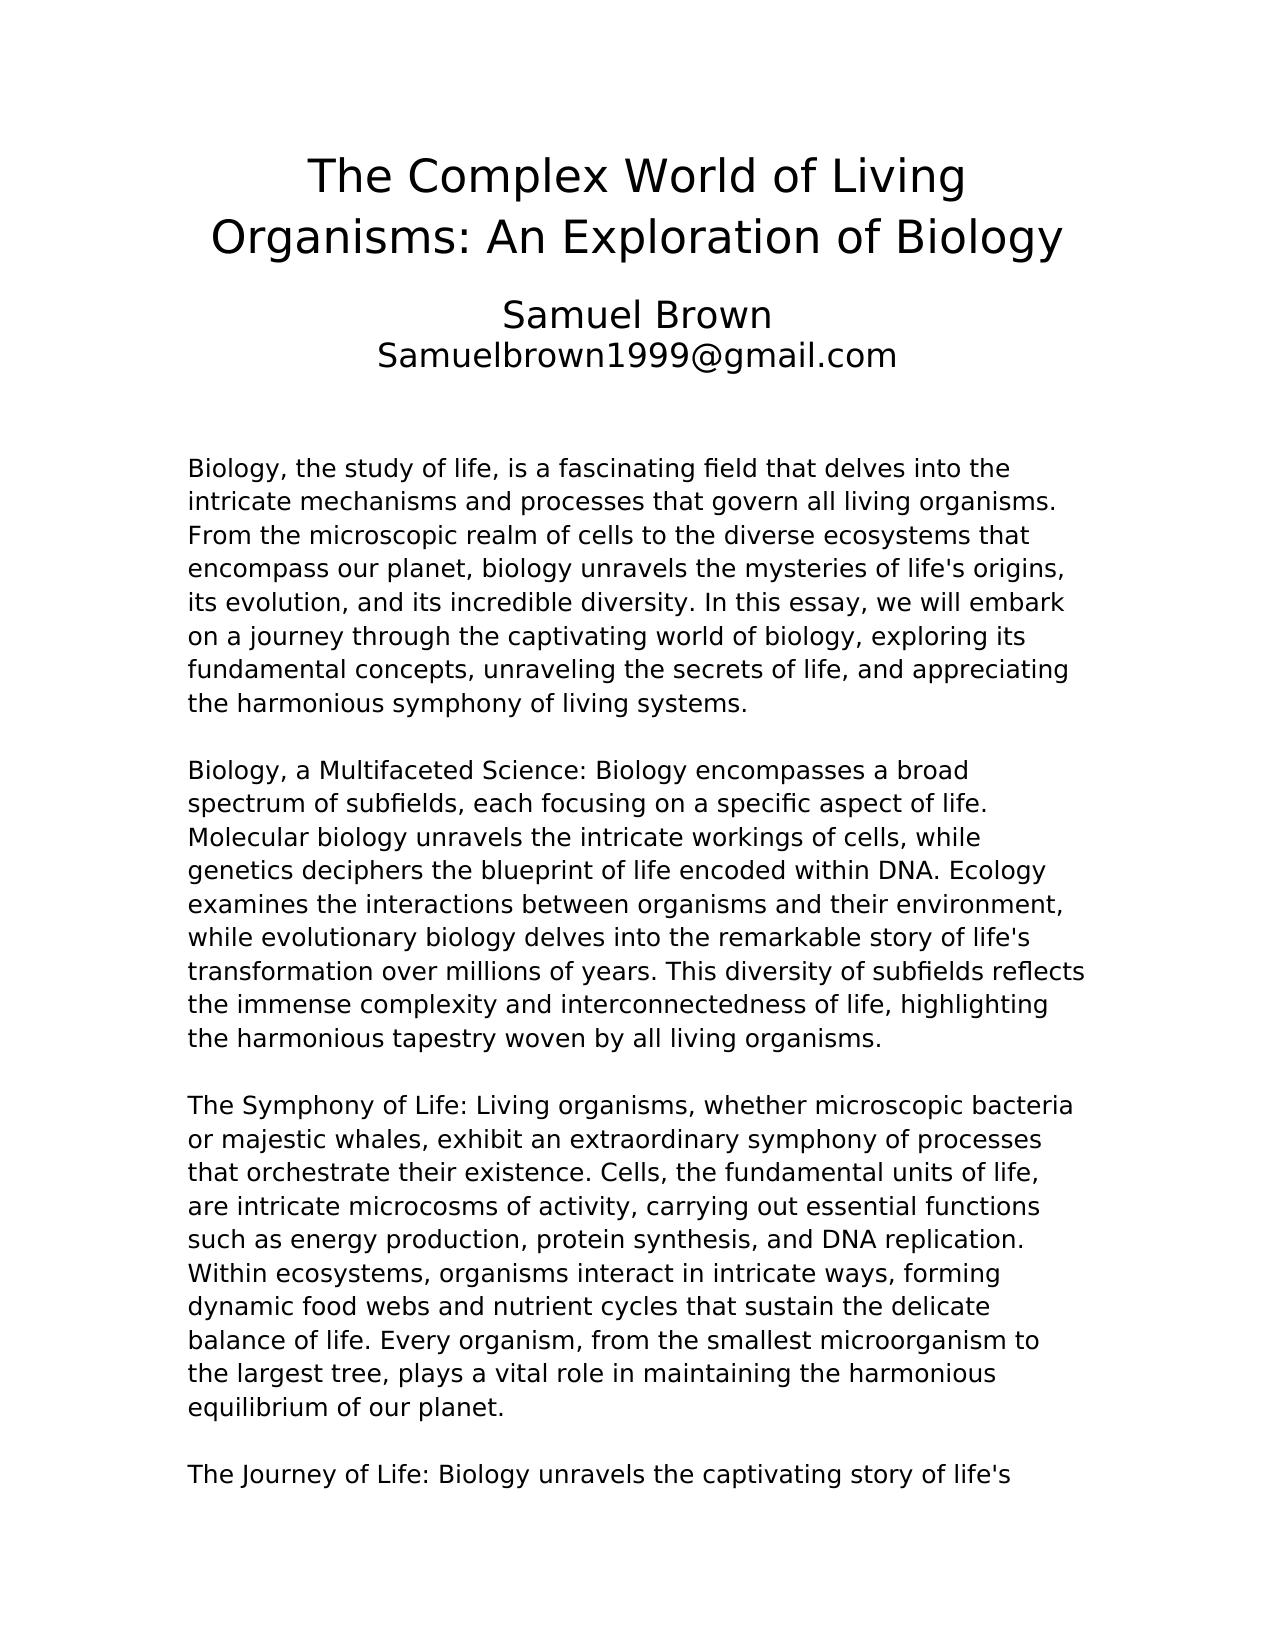 The Complex World of Living
Organisms: An Exploration of Biology
Samuel Brown
Samuelbrown1999@gmail.com
Biology, the study of life, is a fascinating field that delves into the
intricate mechanisms and processes that govern all living organisms.
From the microscopic realm of cells to the diverse ecosystems that
encompass our planet, biology unravels the mysteries of life's origins,
its evolution, and its incredible diversity. In this essay, we will embark
on a journey through the captivating world of biology, exploring its
fundamental concepts, unraveling the secrets of life, and appreciating
the harmonious symphony of living systems.
Biology, a Multifaceted Science: Biology encompasses a broad
spectrum of subfields, each focusing on a specific aspect of life.
Molecular biology unravels the intricate workings of cells, while
genetics deciphers the blueprint of life encoded within DNA. Ecology
examines the interactions between organisms and their environment,
while evolutionary biology delves into the remarkable story of life's
transformation over millions of years. This diversity of subfields reflects
the immense complexity and interconnectedness of life, highlighting
the harmonious tapestry woven by all living organisms.
The Symphony of Life: Living organisms, whether microscopic bacteria
or majestic whales, exhibit an extraordinary symphony of processes
that orchestrate their existence. Cells, the fundamental units of life,
are intricate microcosms of activity, carrying out essential functions
such as energy production, protein synthesis, and DNA replication.
Within ecosystems, organisms interact in intricate ways, forming
dynamic food webs and nutrient cycles that sustain the delicate
balance of life. Every organism, from the smallest microorganism to
the largest tree, plays a vital role in maintaining the harmonious
equilibrium of our planet.
The Journey of Life: Biology unravels the captivating story of life's